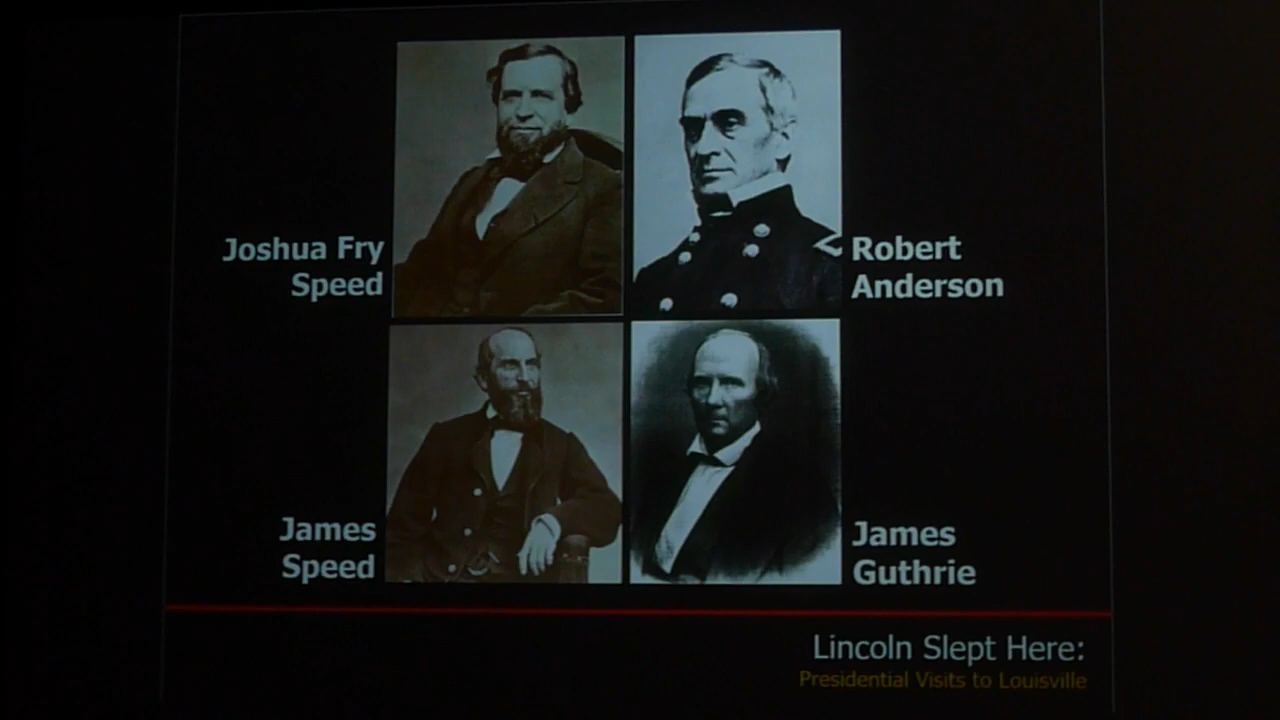 Joshua Fry
Speed
Robert
Anderson
James
Speed
James
Guthrie
Lincoln Slept Here:
Presidential Visits to Louisville